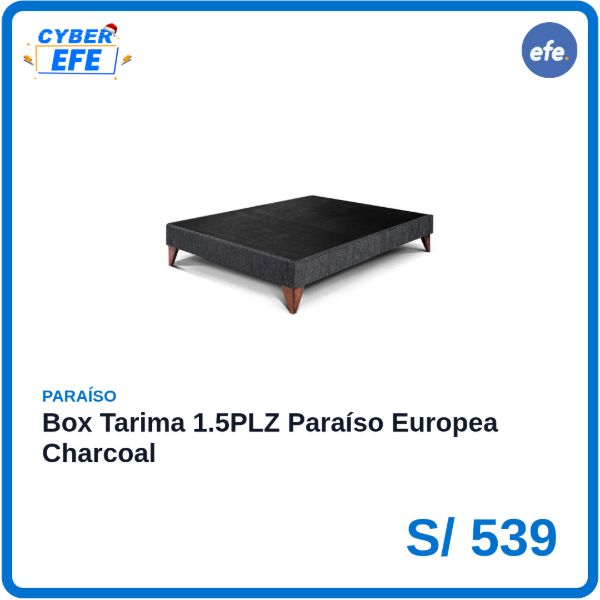 CYBER
EFE
efe.
PARAÍSO
Box Tarima 1.5PLZ Paraíso Europea
Charcoal
S/ 539